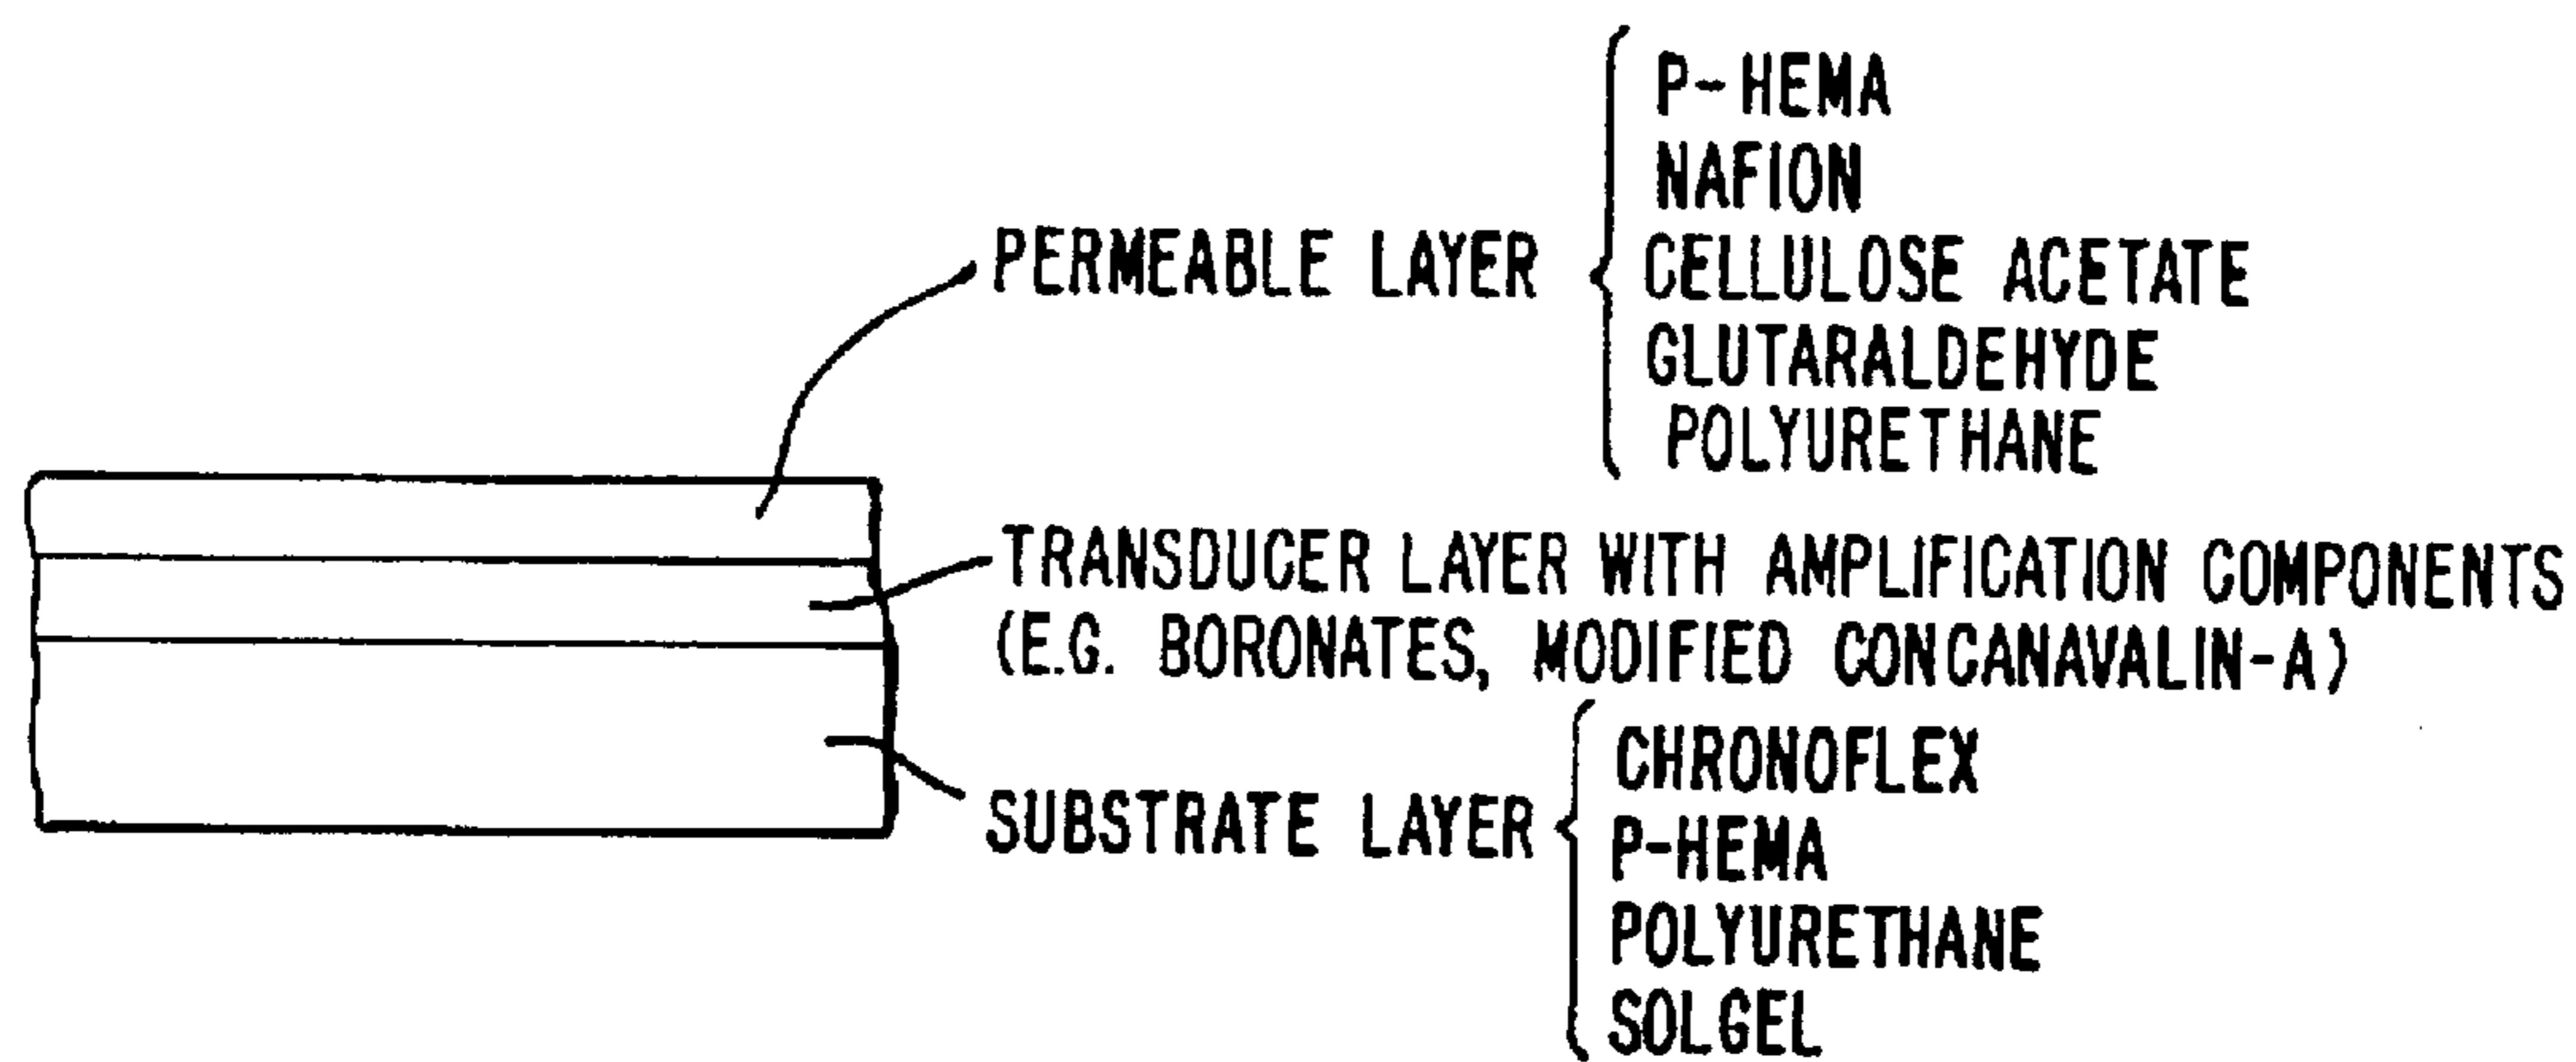 PERMEABLE LAYER
P-HEMA
NAFION
CELLULOSE ACETATE
GLUTARALDEHYDE
POLYURETHANE
TRANSDUCER LAYER WITH AMPLIFICATION COMPONENTS
(E.G. BORONATES, MODIFIED CONCANAVALIN-A)
SUBSTRATE LAYER
CHRONOFLEX
P-HEMA
POLYURETHANE
SOLGEL